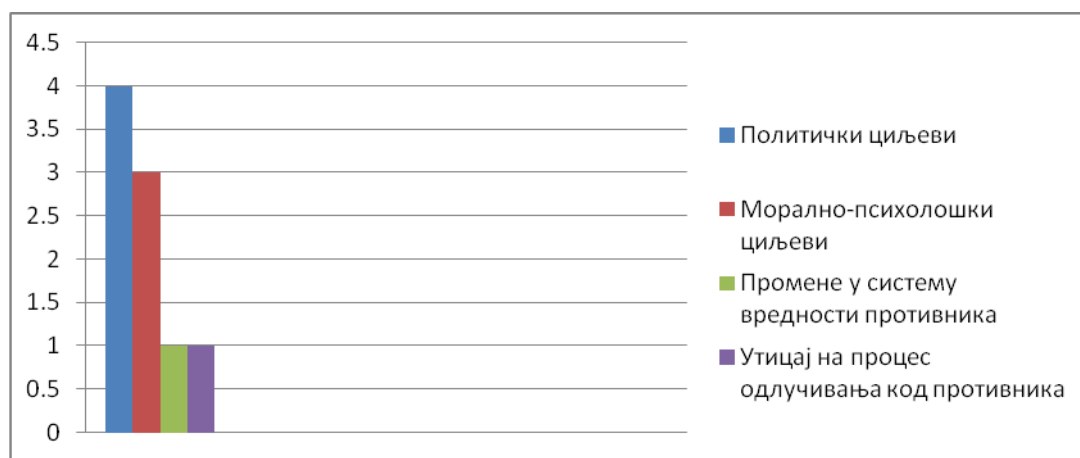 4.5
4
3.5
3
2.5
2
1.5
1
0.5
0
Политички циљеви
Морално-психолошки
циљеви
Промене у систему
вредности противника
Утицај на процес
одлучивања код противника